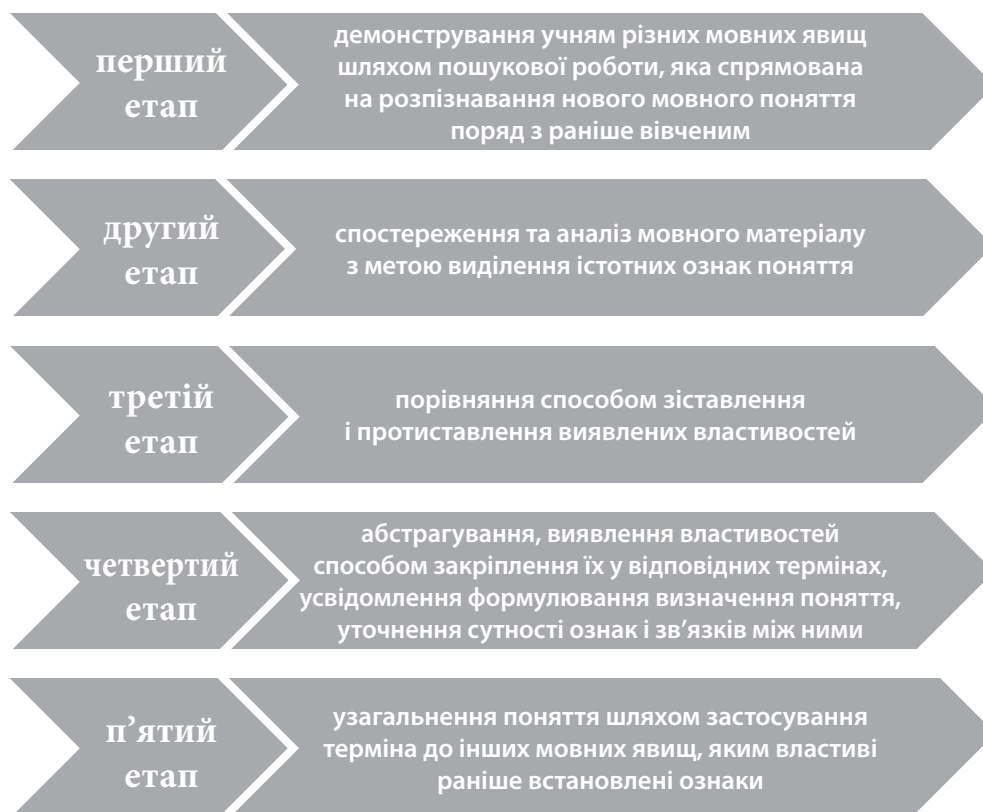 перший
етап
демонстрування учням різних мовних явищ
шляхом пошукової роботи, яка спрямована
на розпізнавання нового мовного поняття
поряд з раніше вивченим
другий
етап
спостереження та аналіз мовного матеріалу
з метою виділення істотних ознак поняття
третій
етап
порівняння способом зіставлення
і протиставлення виявлених властивостей
четвертий
етап
абстрагування, виявлення властивостей
способом закріплення їх у відповідних термінах,
усвідомлення формулювання визначення поняття,
уточнення сутності ознак і зв’язків між ними
п’ятий
етап
узагальнення поняття шляхом застосування
терміна до інших мовних явищ, яким властиві
раніше встановлені ознаки